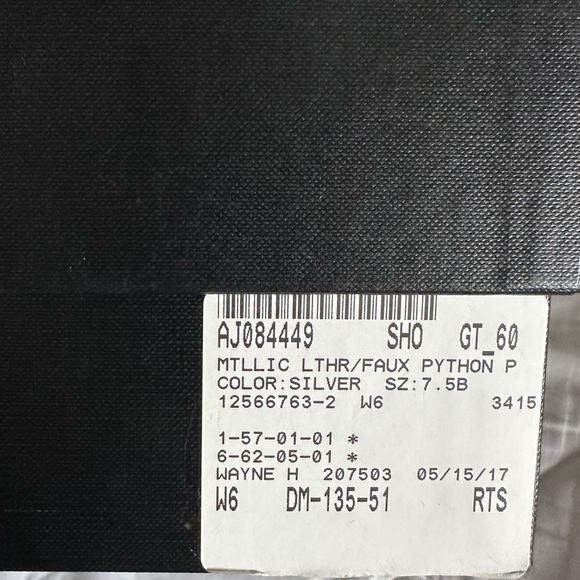 AJ084449 SHO GT_60
MTLLIC LTHR/FAUX PYTHON P
COLOR:SILVER SZ:7.5B
12566763-2 W6 3415
1-57-01-01 *
6-62-05-01 *
WAYNE H 207503 05/15/17
W6 DM-135-51 RTS